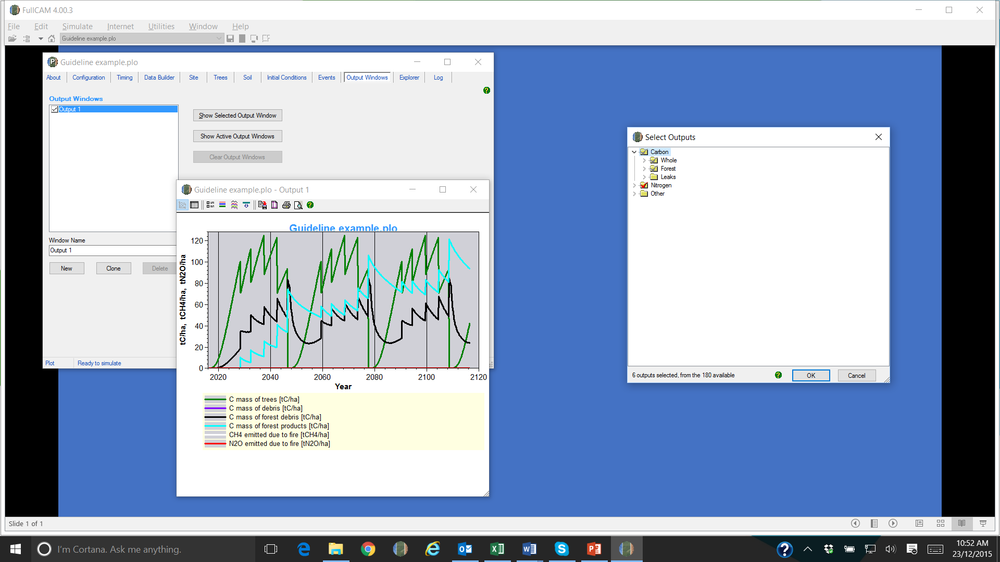 FullCAM 4.00.3
File Edit Simulate Internet Utilities Window Help
Guideline example.plo
Guideline example.plo
About Configuration Timing Data Builder Site Trees Soil Initial Conditions Events Output Windows Explorer Log
Output Windows
Output 1
Show Selected Output Window
Show Active Output Windows
Clear Output Windows
Window Name
Output 1
New Clone Delete
Plot Ready to simulate
Guideline example.plo - Output 1
Guideline example.plo
tC/ha, tCH4/ha, tN2O/ha
120
100
80
60
40
20
0
2020 2040 2060 2080 2100 2120
Year
C mass of trees [tC/ha]
C mass of debris [tC/ha]
C mass of forest debris [tC/ha]
C mass of forest products [tC/ha]
CH4 emitted due to fire [tCH4/ha]
N2O emitted due to fire [tN2O/ha]
Select Outputs
Carbon
Whole
Forest
Leaks
Nitrogen
Other
6 outputs selected, from the 180 available
OK Cancel
Slide 1 of 1
I'm Cortana. Ask me anything.
10:52 AM
23/12/2015